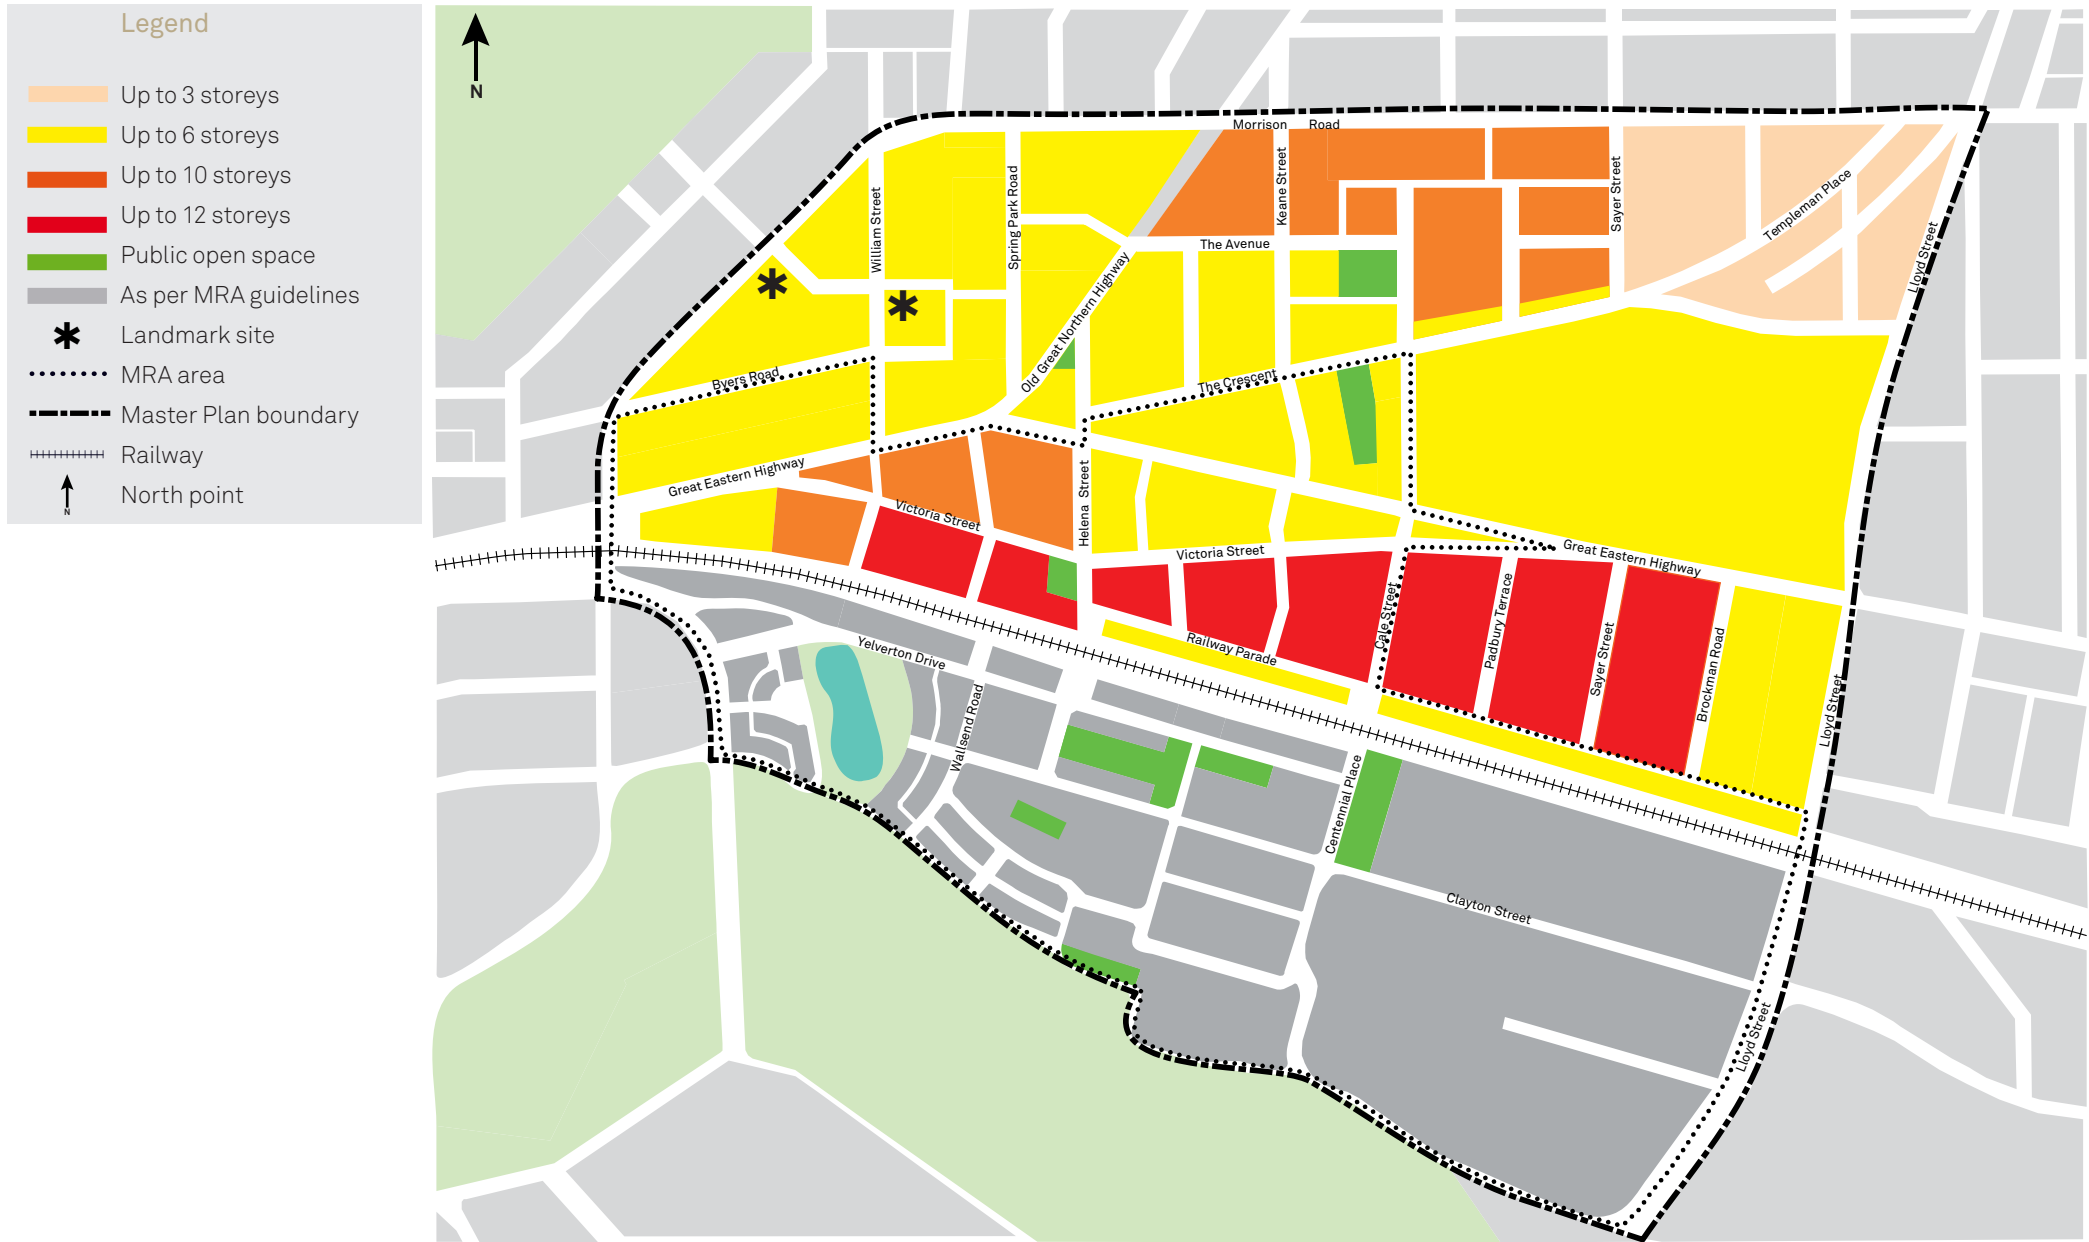 Legend
Up to 3 storeys
Up to 6 storeys
Up to 10 storeys
Up to 12 storeys
Public open space
As per MRA guidelines
Landmark site
MRA area
Master Plan boundary
Railway
North point
N
N
Morrison Road
William Street
Spring Park Road
Keane Street
Sayer Street
Templeman Place
Lloyd Street
The Avenue
Old Great Northern Highway
Byers Road
The Crescent
Great Eastern Highway
Victoria Street
Helena Street
Victoria Street
Great Eastern Highway
Cale Street
Padbury Terrace
Sayer Street
Brockman Road
Lloyd Street
Railway Parade
Yelverton Drive
Wallsend Road
Centennial Place
Clayton Street
Lloyd Street